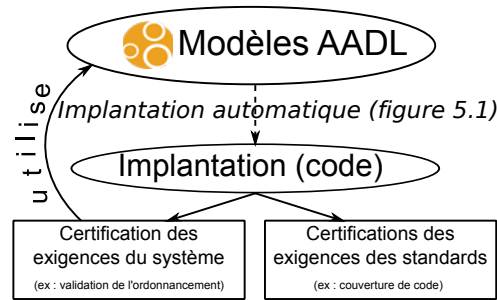 Modèles AADL
utilise
Implantation automatique (figure 5.1)
Implantation (code)
Certification des
exigences du système
(ex : validation de l'ordonnancement)
Certifications des
exigences des standards
(ex : couverture de code)